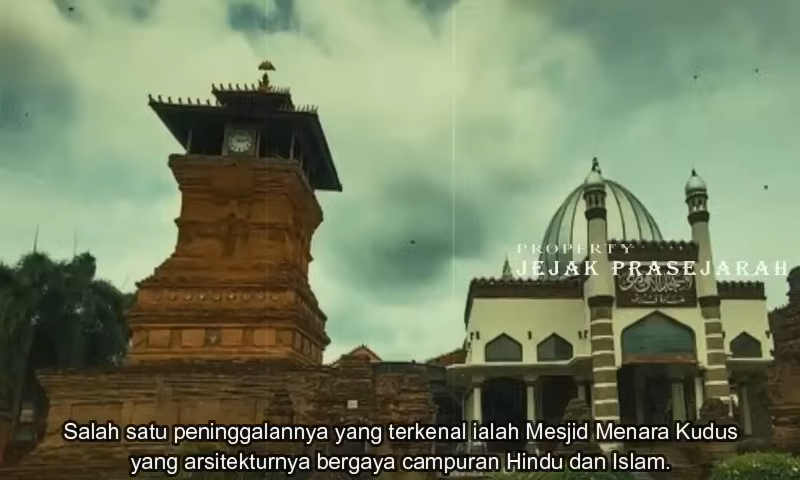 PROPERTY
JEJAK PRASEJARAH
Salah satu peninggalannya yang terkenal ialah Mesjid Menara Kudus
yang arsitekturnya bergaya campuran Hindu dan Islam.